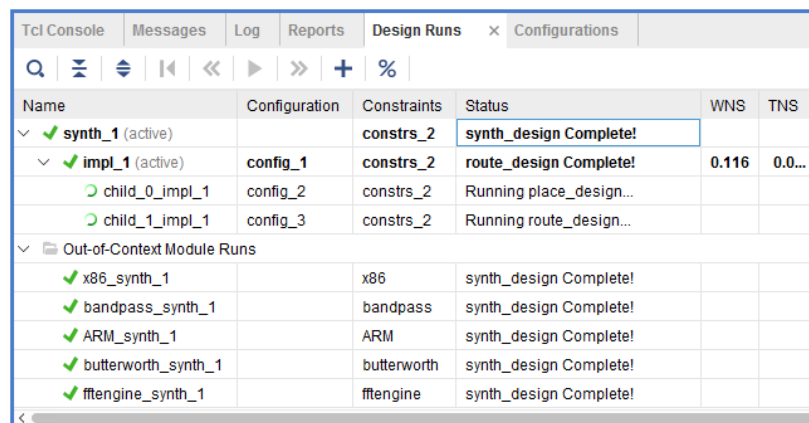 Tcl Console Messages Log Reports Design Runs × Configurations
%
Name Configuration Constraints Status WNS TNS
synth_1 (active) constrs_2 synth_design Complete!
impl_1 (active) config_1 constrs_2 route_design Complete! 0.116 0.0...
child_0_impl_1 config_2 constrs_2 Running place_design...
child_1_impl_1 config_3 constrs_2 Running route_design...
Out-of-Context Module Runs
x86_synth_1 x86 synth_design Complete!
bandpass_synth_1 bandpass synth_design Complete!
ARM_synth_1 ARM synth_design Complete!
butterworth_synth_1 butterworth synth_design Complete!
fftengine_synth_1 fftengine synth_design Complete!